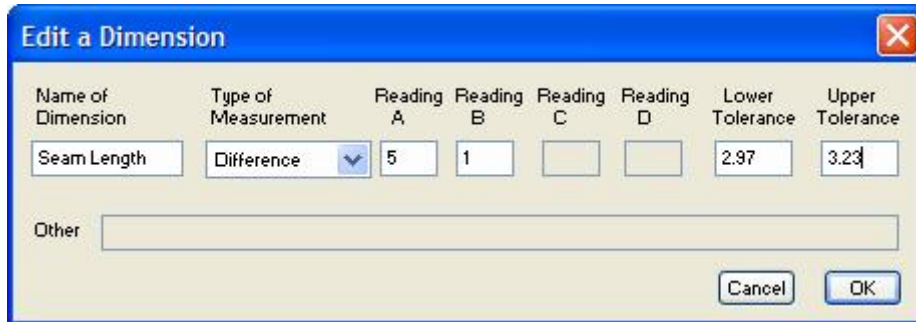 Edit a Dimension
Name of Dimension
Type of Measurement
Reading A
Reading B
Reading C
Reading D
Lower Tolerance
Upper Tolerance
Seam Length
Difference
5
1
2.97
3.23
Other
Cancel
OK